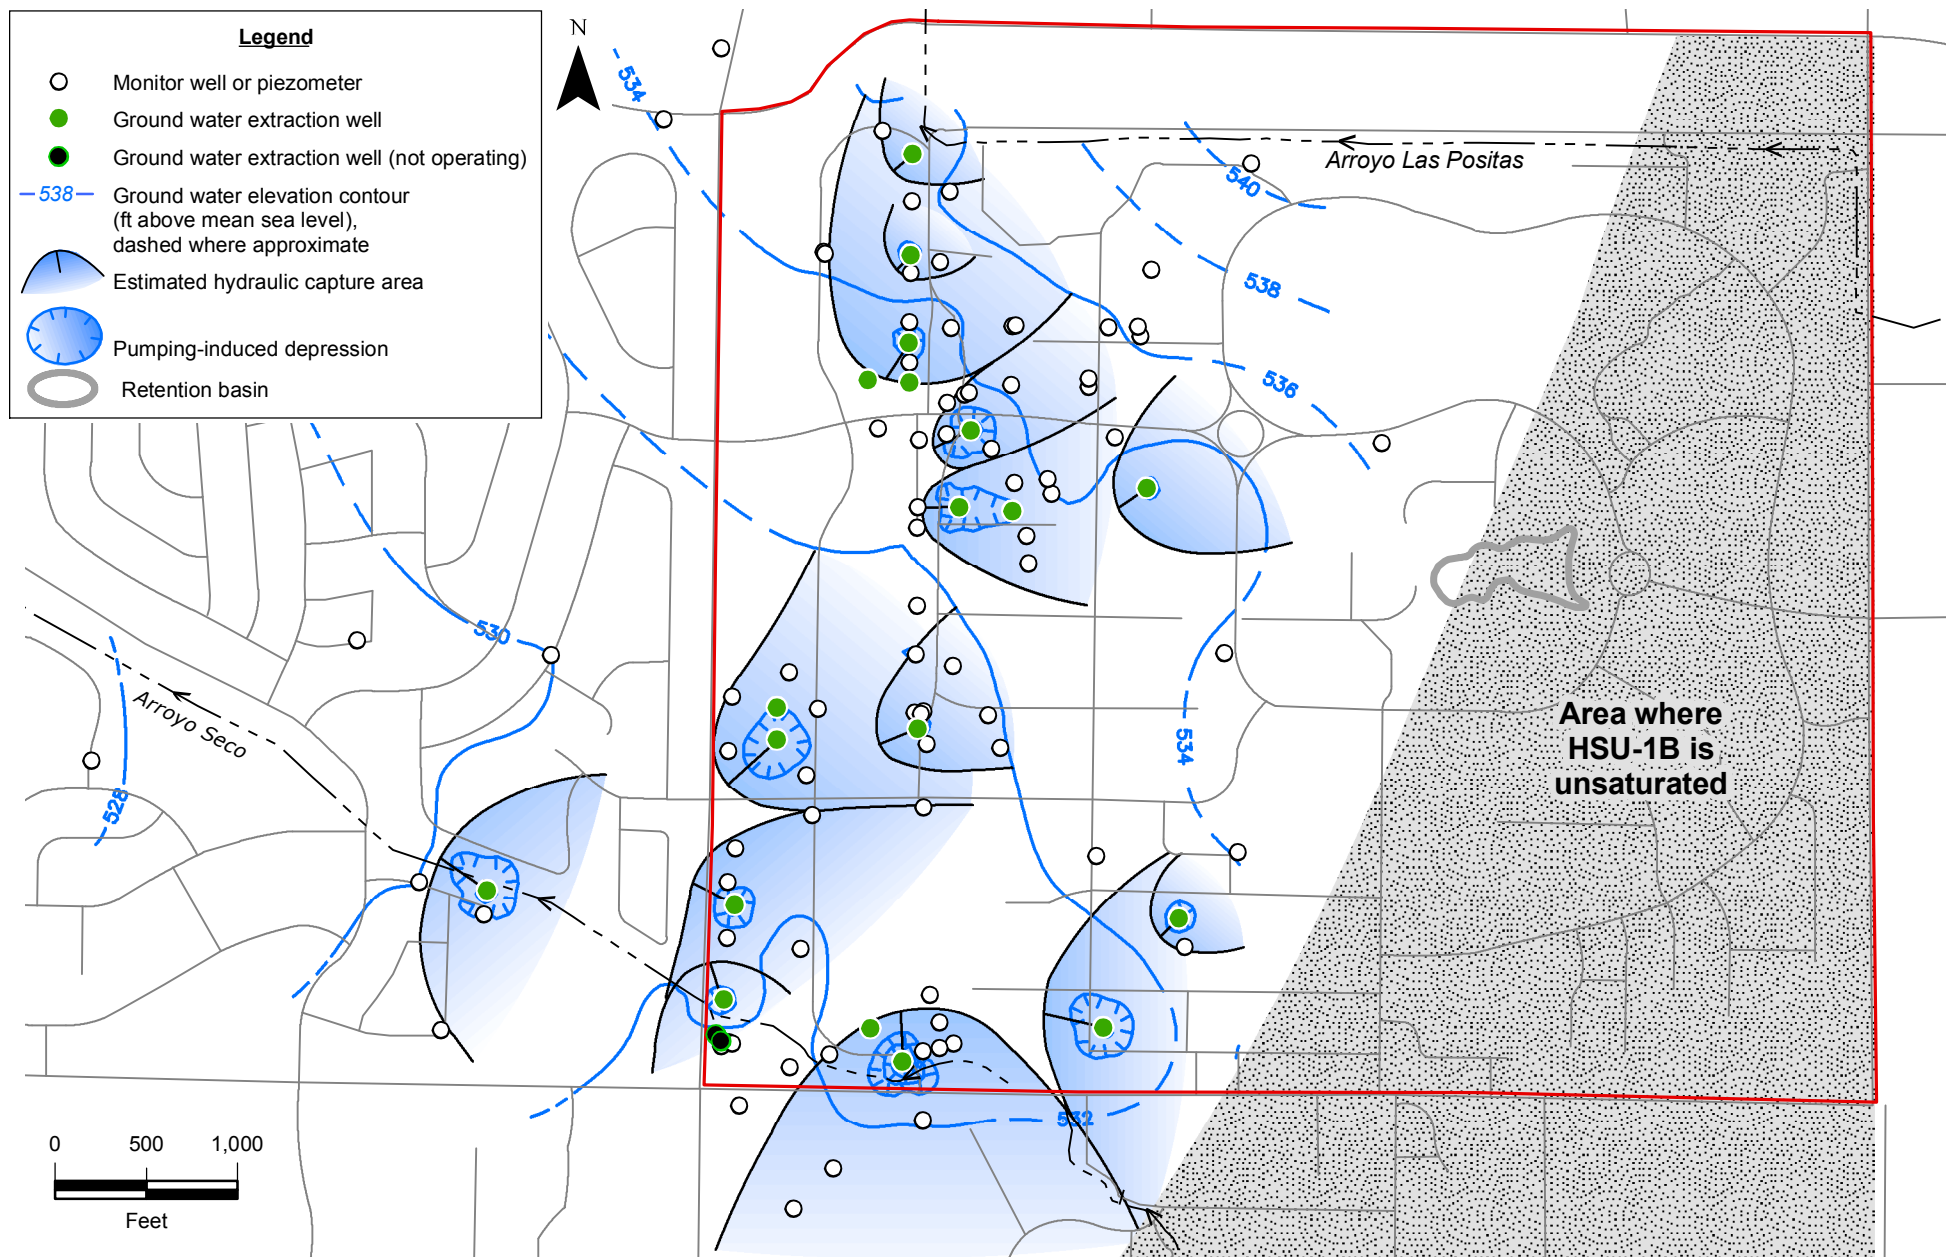 Legend
Monitor well or piezometer
Ground water extraction well
Ground water extraction well (not operating)
538
Ground water elevation contour
(ft above mean sea level),
dashed where approximate
Estimated hydraulic capture area
Pumping-induced depression
Retention basin
N
534
Arroyo Las Positas
540
538
536
530
Arroyo Seco
528
534
Area where
HSU-1B is
unsaturated
532
0 500 1,000
Feet